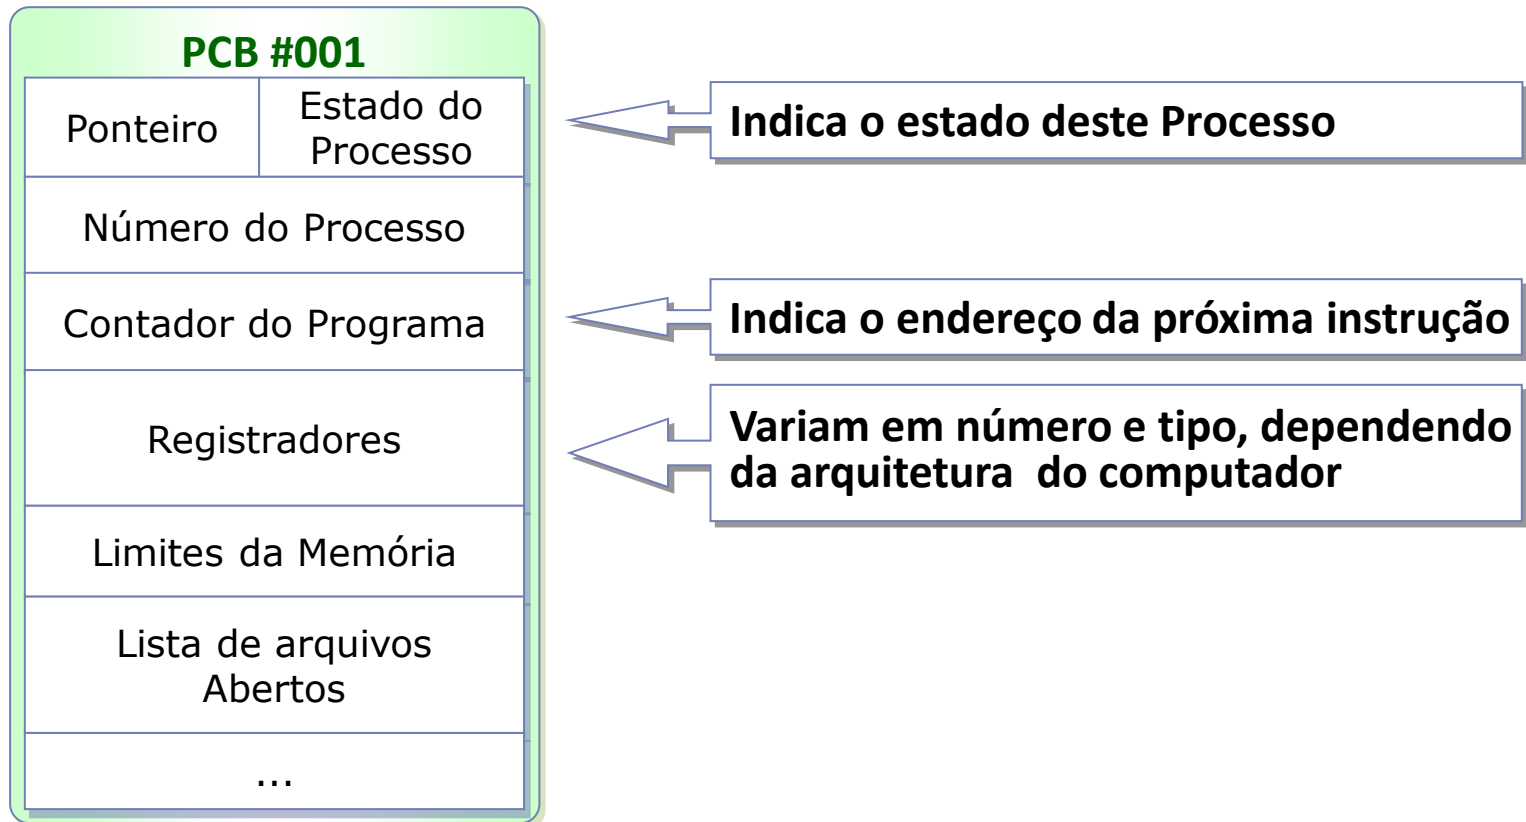 PCB #001
Ponteiro
Estado do
Processo
Indica o estado deste Processo
Número do Processo
Contador do Programa
Indica o endereço da próxima instrução
Registradores
Variam em número e tipo, dependendo
da arquitetura do computador
Limites da Memória
Lista de arquivos
Abertos
...